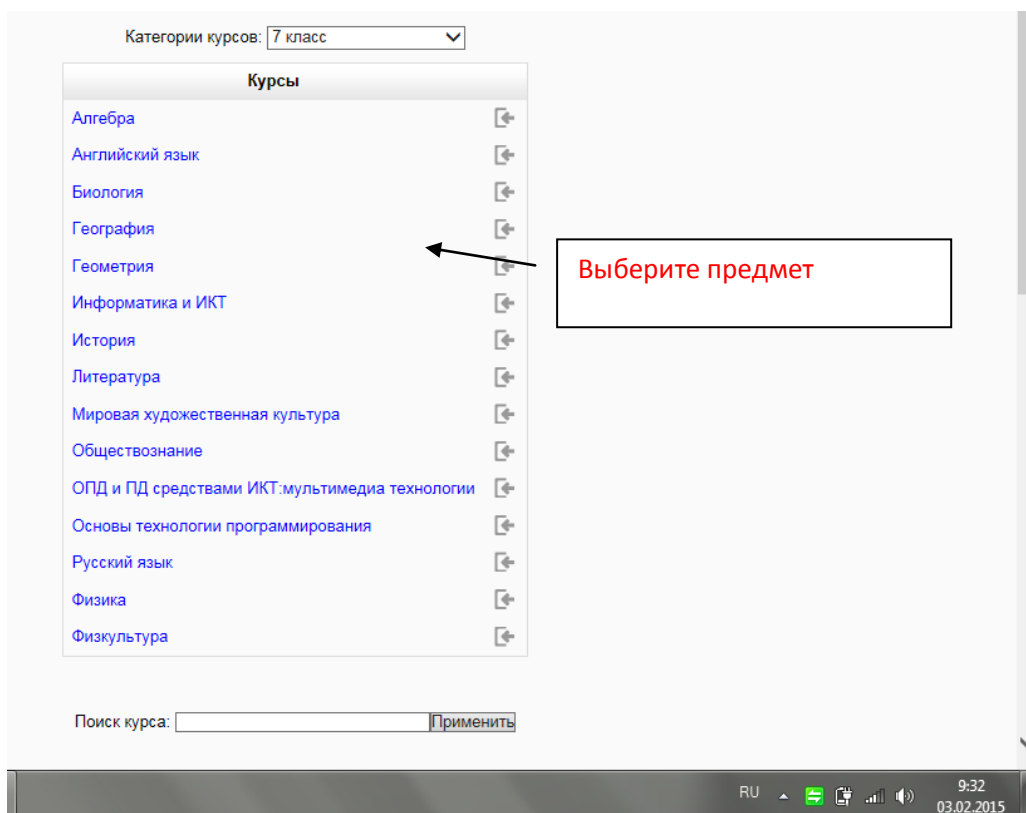 Категории курсов: 7 класс
Курсы
Алгебра
Английский язык
Биология
География
Геометрия
Выберите предмет
Информатика и ИКТ
История
Литература
Мировая художественная культура
Обществознание
ОПД и ПД средствами ИКТ:мультимедиа технологии
Основы технологии программирования
Русский язык
Физика
Физкультура
Поиск курса: Применить
RU
9:32
03.02.2015